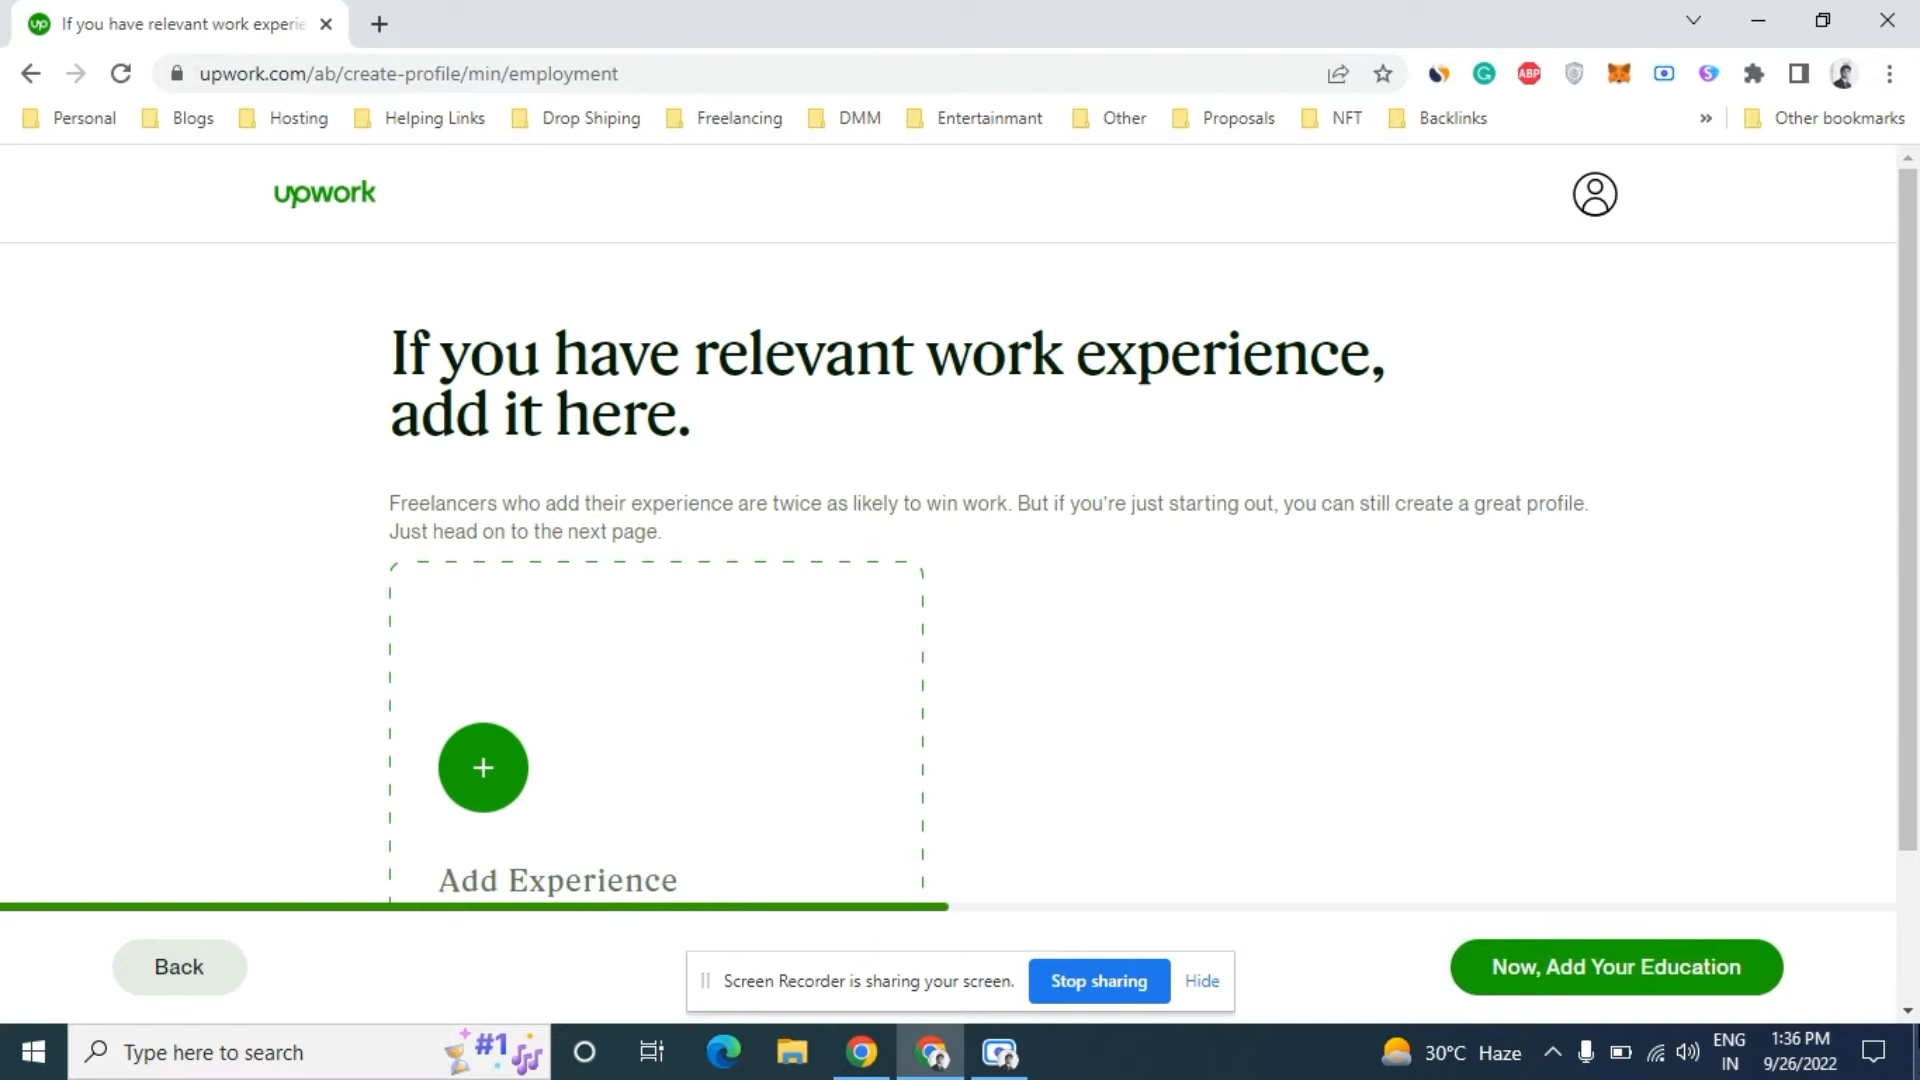 up If you have relevant work experie
upwork.com/ab/create-profile/min/employment
ABP
Personal Blogs Hosting Helping Links Drop Shiping Freelancing DMM Entertainmant Other Proposals NFT Backlinks » Other bookmarks
upwork
If you have relevant work experience,
add it here.
Freelancers who add their experience are twice as likely to win work. But if you’re just starting out, you can still create a great profile.
Just head on to the next page.
Add Experience
Back
Screen Recorder is sharing your screen. Stop sharing Hide
Now, Add Your Education
Type here to search
#1
30°C Haze
ENG
IN
1:36 PM
9/26/2022